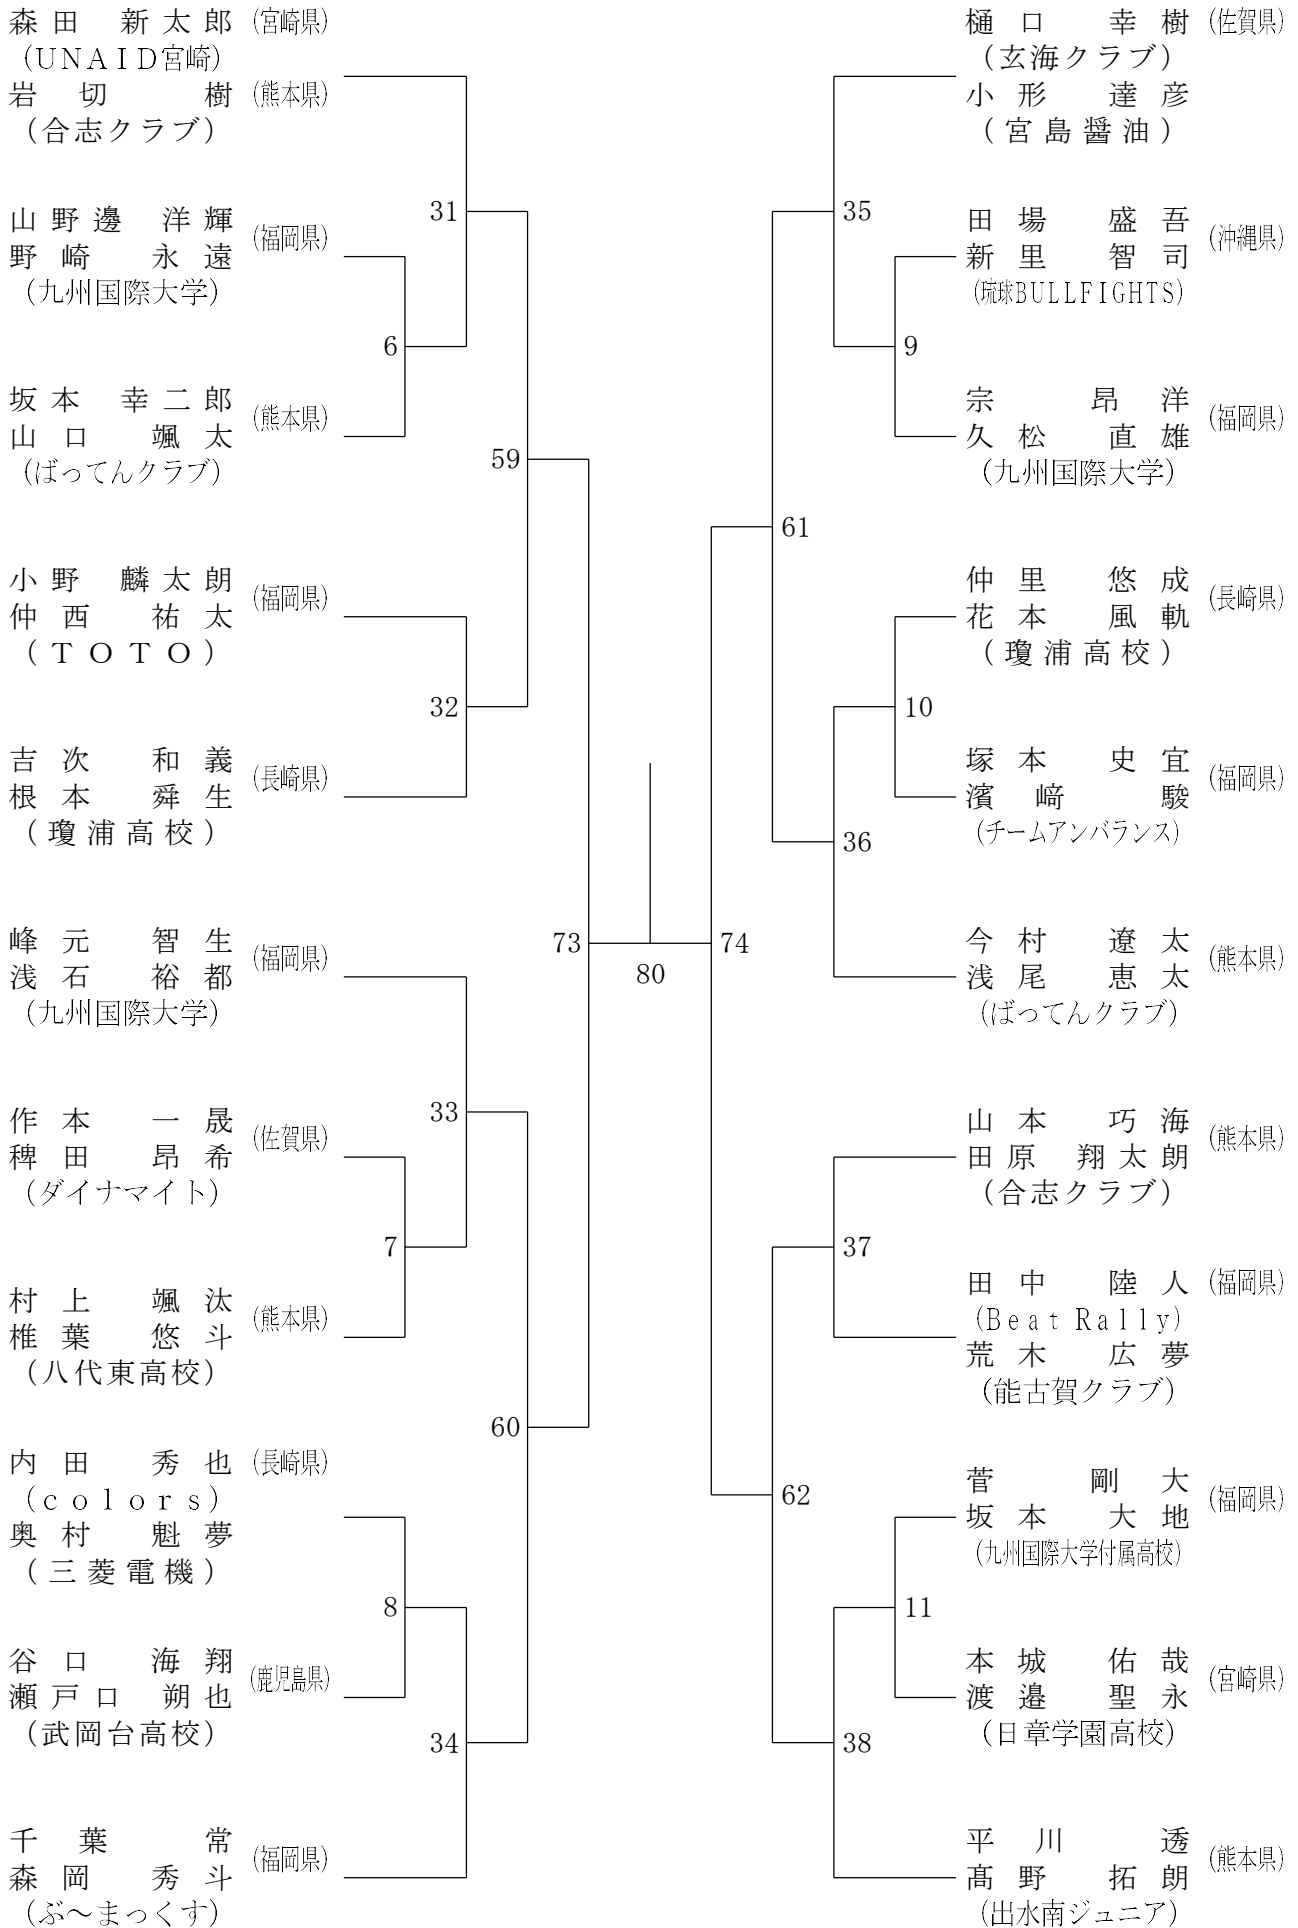 森田 新太郎 (宮崎県)
(UNAID宮崎)
岩切 樹 (熊本県)
(合志クラブ)
山野邊 洋輝
野崎 永遠
(福岡県)
(九州国際大学)
坂本 幸二郎
山口 颯太
(熊本県)
(ばってんクラブ)
小野 麟太朗
仲西 祐太
(福岡県)
(TOTO)
吉次 和義
根本 舜生
(長崎県)
(瓊浦高校)
峰元 智生
浅石 裕都
(福岡県)
(九州国際大学)
作本 一晟
稗田 昂希
(佐賀県)
(ダイナマイト)
村上 颯汰
椎葉 悠斗
(熊本県)
(八代東高校)
内田 秀也 (長崎県)
(colors)
奥村 魁夢
(三菱電機)
谷口 海翔
瀬戸口 朔也
(鹿児島県)
(武岡台高校)
千葉 常
森岡 秀斗
(福岡県)
(ぶ～まっくす)
31
6
59
32
33
7
60
8
34
73
80
74
35
9
61
10
36
37
62
11
38
樋口 幸樹 (佐賀県)
(玄海クラブ)
小形 達彦
(宮島醤油)
田場 盛吾
新里 智司
(沖縄県)
(琉球BULLFIGHTS)
宗 昂洋
久松 直雄
(福岡県)
(九州国際大学)
仲里 悠成
花本 風軌
(長崎県)
(瓊浦高校)
塚本 史宜
濱﨑 駿
(福岡県)
(チームアンバランス)
今村 遼太
浅尾 恵太
(熊本県)
(ばってんクラブ)
山本 巧海
田原 翔太朗
(熊本県)
(合志クラブ)
田中 陸人 (福岡県)
(Beat Rally)
荒木 広夢
(能古賀クラブ)
菅 剛大
坂本 大地
(福岡県)
(九州国際大学付属高校)
本城 佑哉
渡邉 聖永
(宮崎県)
(日章学園高校)
平川 透
髙野 拓朗
(熊本県)
(出水南ジュニア)